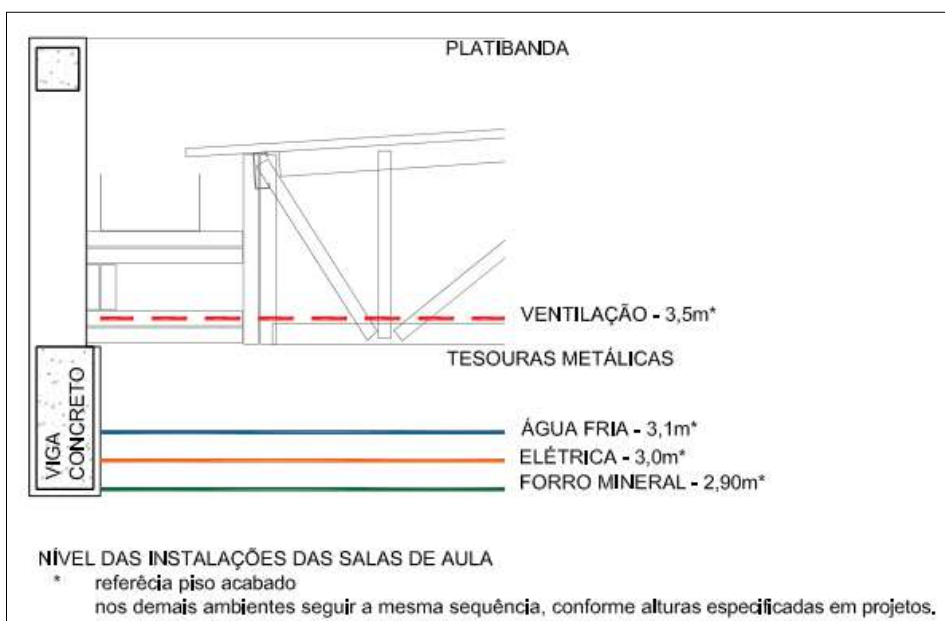 PLATIBANDA
VENTILAÇÃO - 3,5m*
TESOURAS METÁLICAS
VIGA
CONCRETO
ÁGUA FRIA - 3,1m*
ELÉTRICA - 3,0m*
FORRO MINERAL - 2,90m*
NÍVEL DAS INSTALAÇÕES DAS SALAS DE AULA
* referêcia piso acabado
nos demais ambientes seguir a mesma sequência, conforme alturas especificadas em projetos.